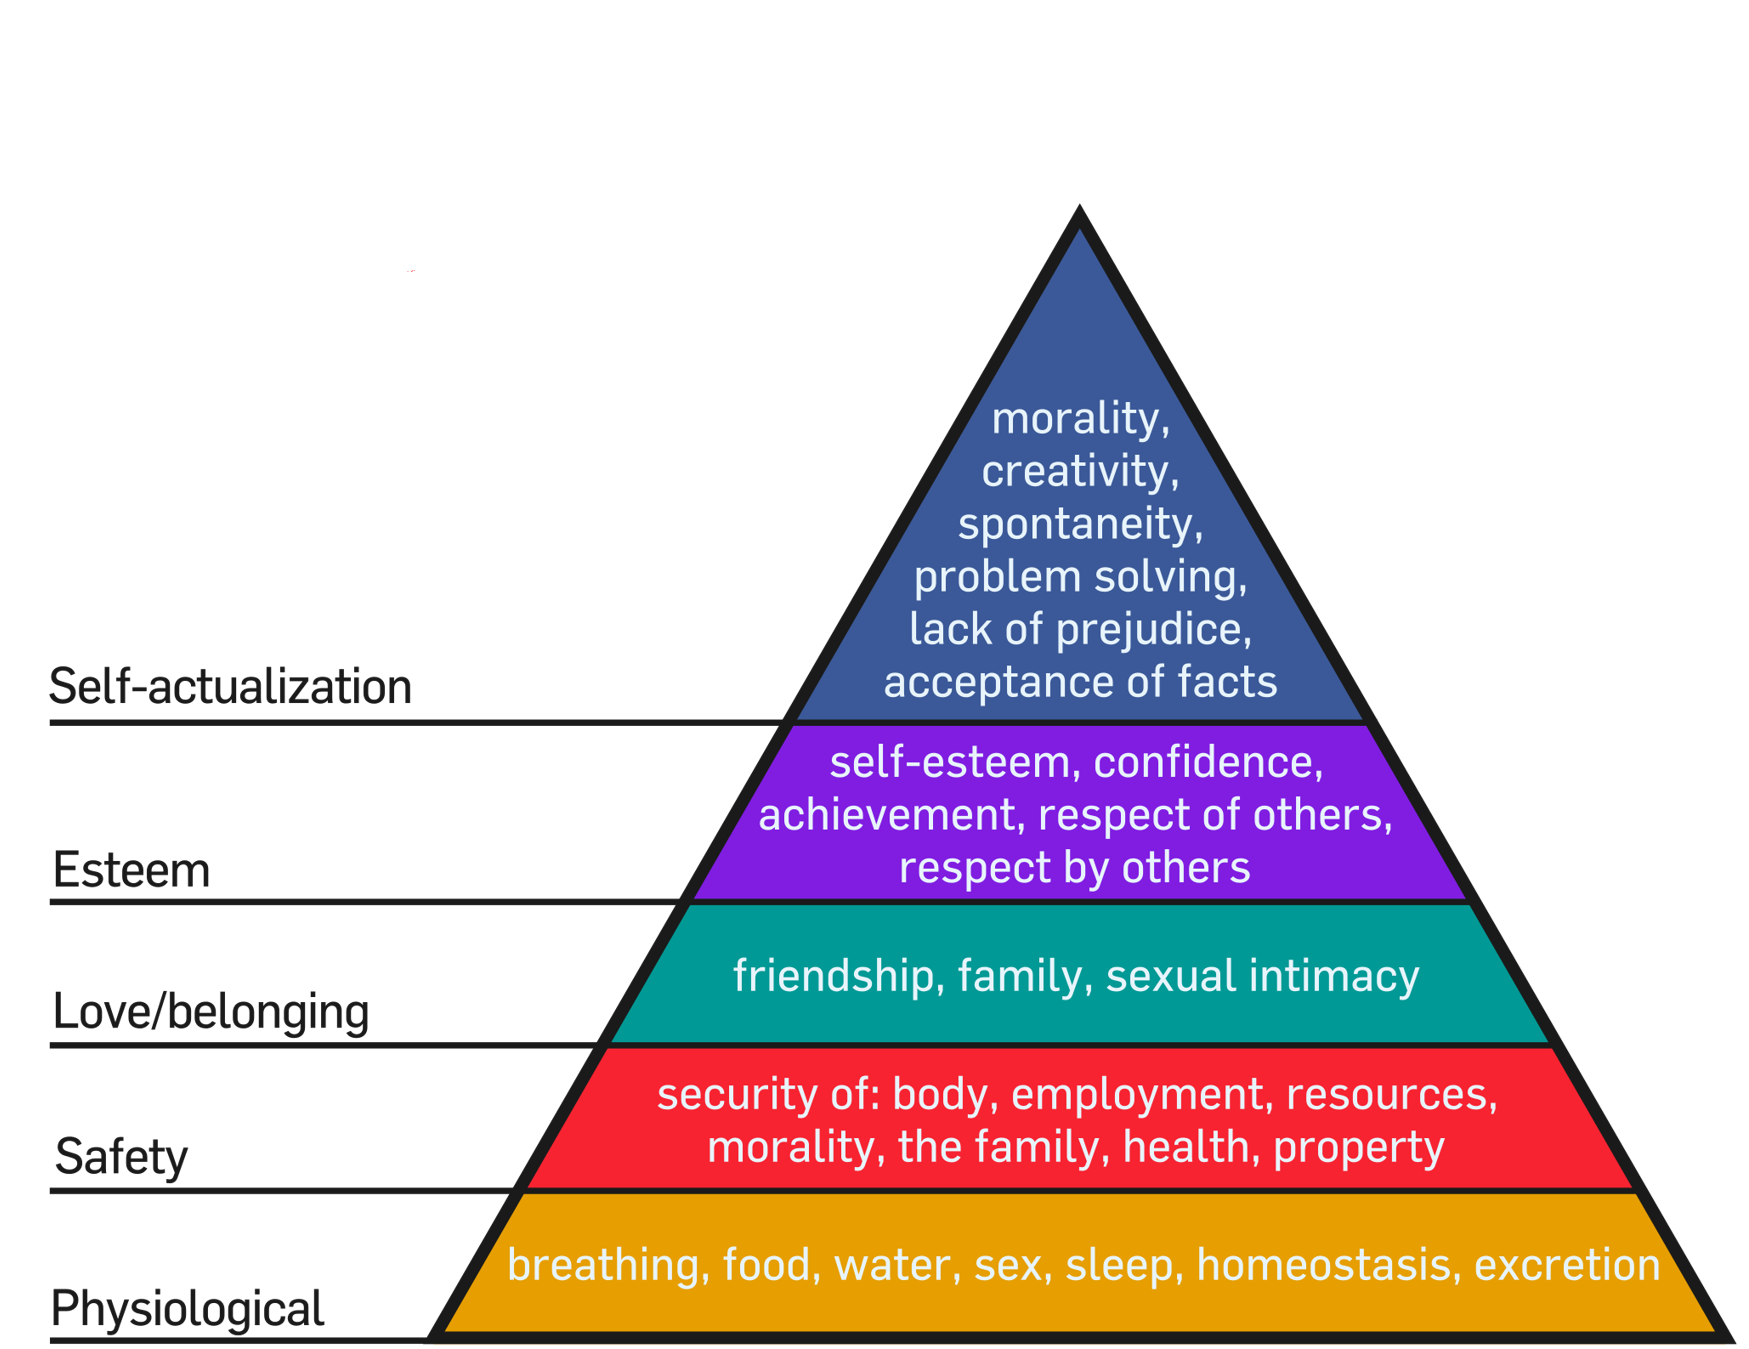 morality,
creativity,
spontaneity,
problem solving,
lack of prejudice,
acceptance of facts
Self-actualization
self-esteem, confidence,
achievement, respect of others,
respect by others
Esteem
friendship, family, sexual intimacy
Love/belonging
security of: body, employment, resources,
morality, the family, health, property
Safety
breathing, food, water, sex, sleep, homeostasis, excretion
Physiological